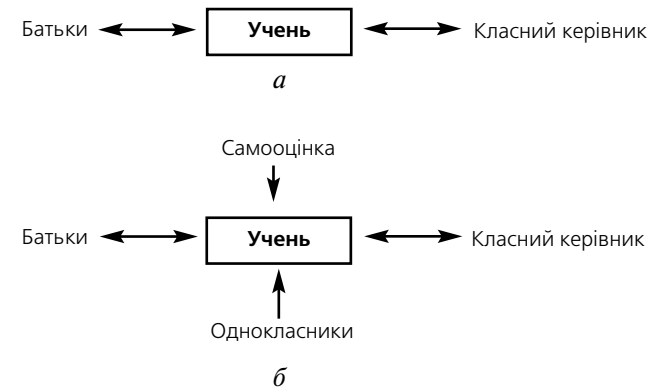 Батьки Учень Класний керівник
а
Самооцінка
Батьки Учень Класний керівник
Однокласники
б